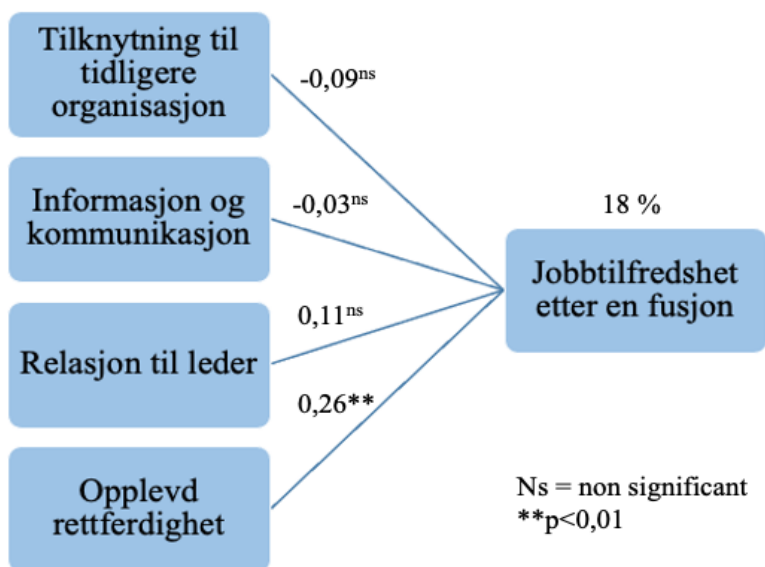 Tilknytning til
tidligere
organisasjon
-0,09ns
Informasjon og
kommunikasjon
-0,03ns
18 %
Jobbtilfredshet
etter en fusjon
Relasjon til leder
0,11ns
0,26**
Opplevd
rettferdighet
Ns = non significant
**p<0,01